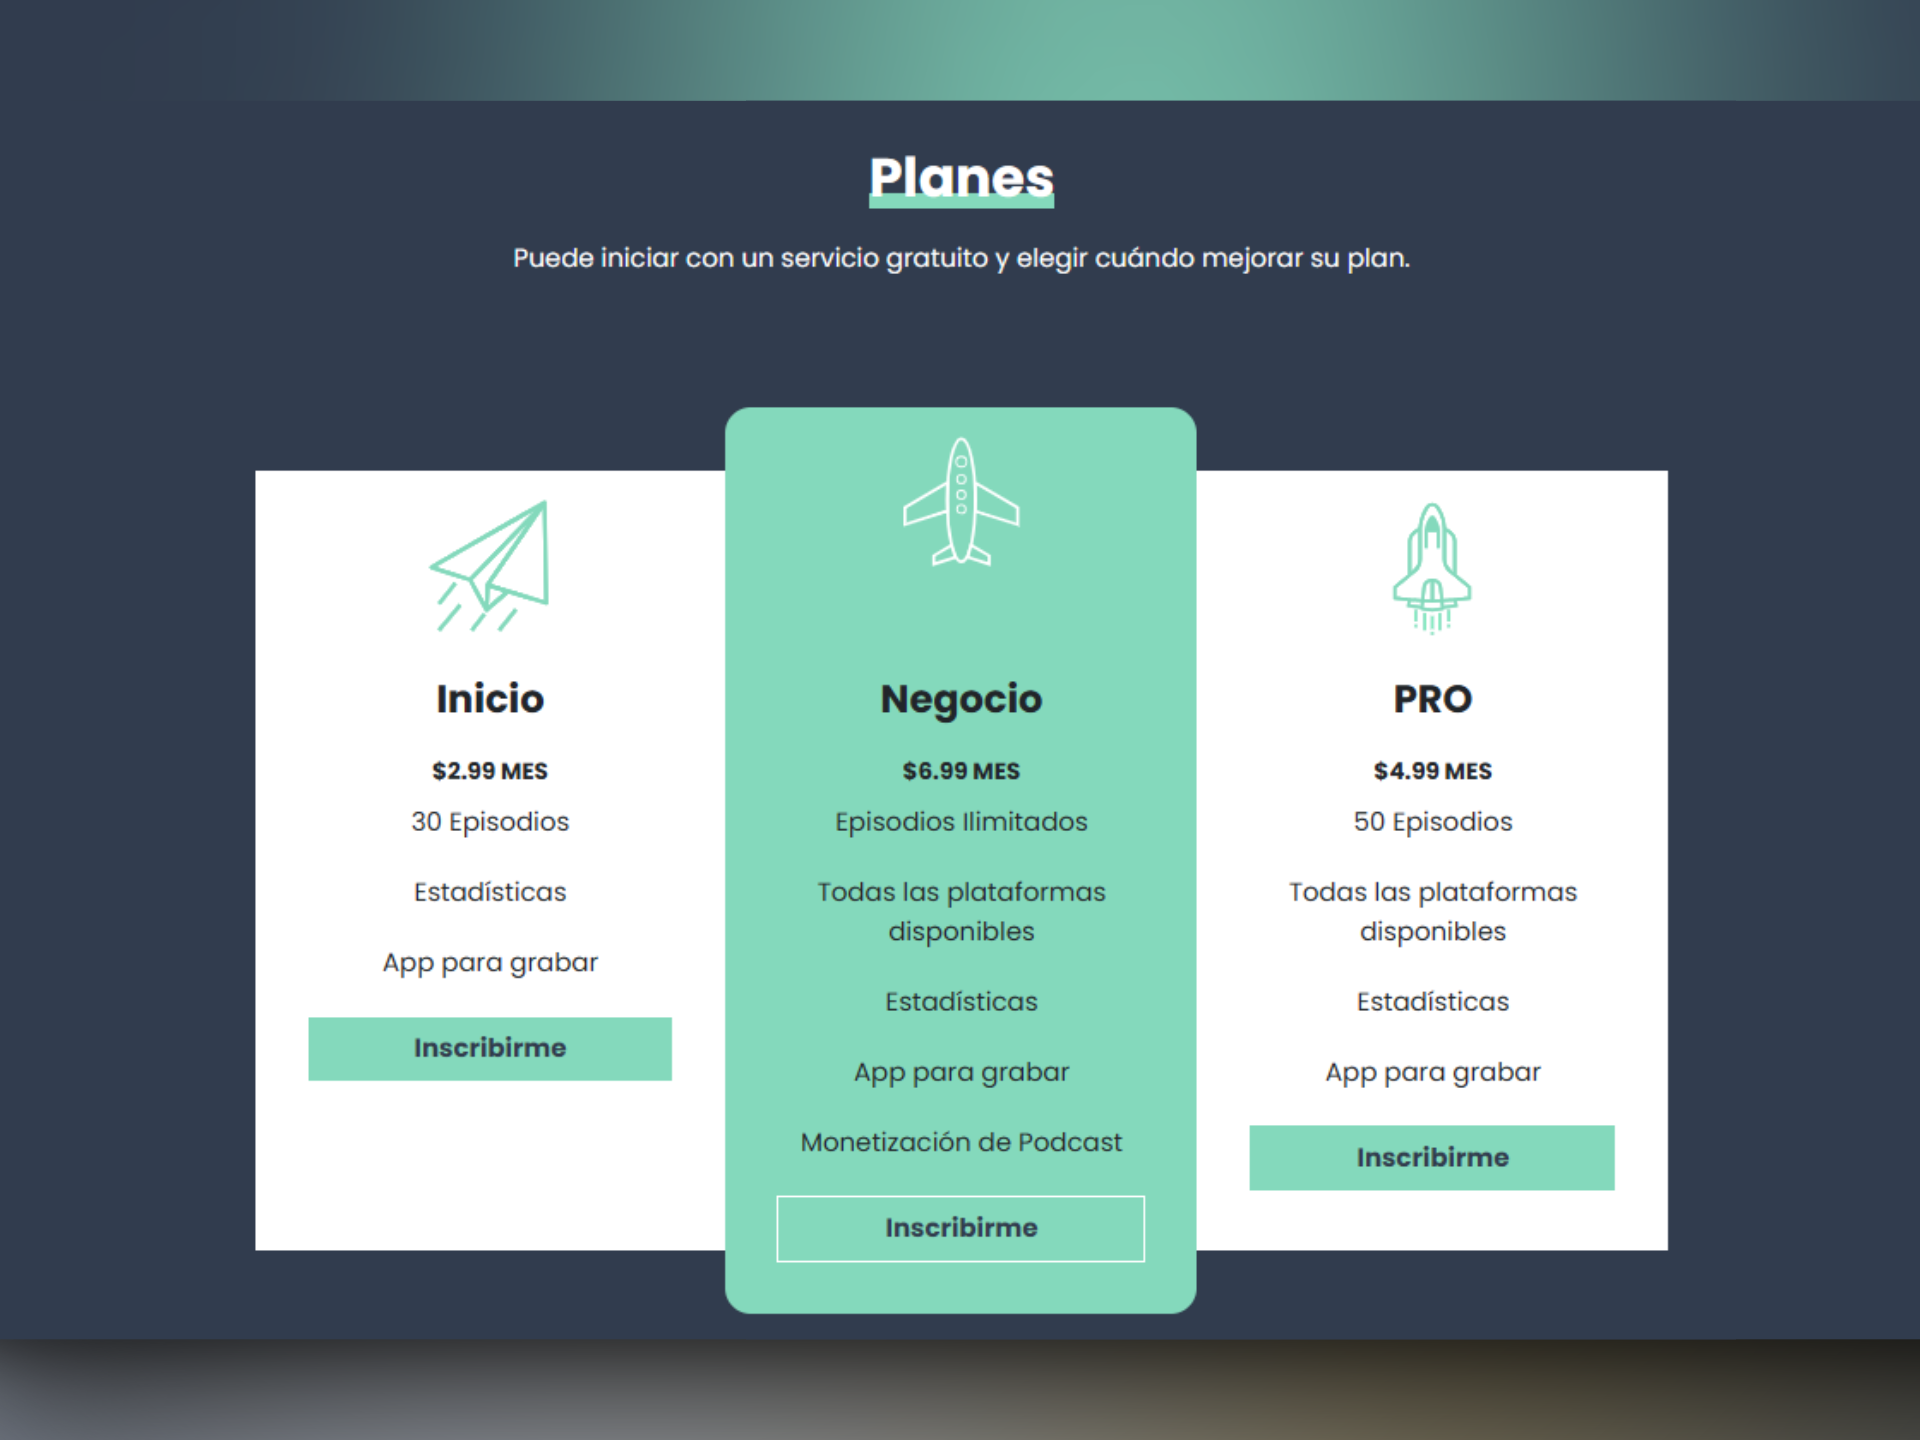 Planes
Puede iniciar con un servicio gratuito y elegir cuándo mejorar su plan.
Inicio
$2.99 MES
30 Episodios
Estadísticas
App para grabar
Inscribirme
Negocio
$6.99 MES
Episodios Ilimitados
Todas las plataformas
disponibles
Estadísticas
App para grabar
Monetización de Podcast
Inscribirme
PRO
$4.99 MES
50 Episodios
Todas las plataformas
disponibles
Estadísticas
App para grabar
Inscribirme